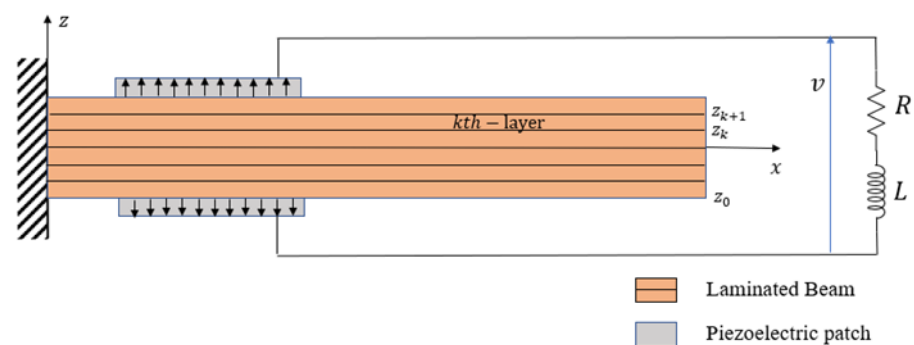 z
kth – layer
z_{k+1}
z_k
x
z_0
v
R
L
Laminated Beam
Piezoelectric patch